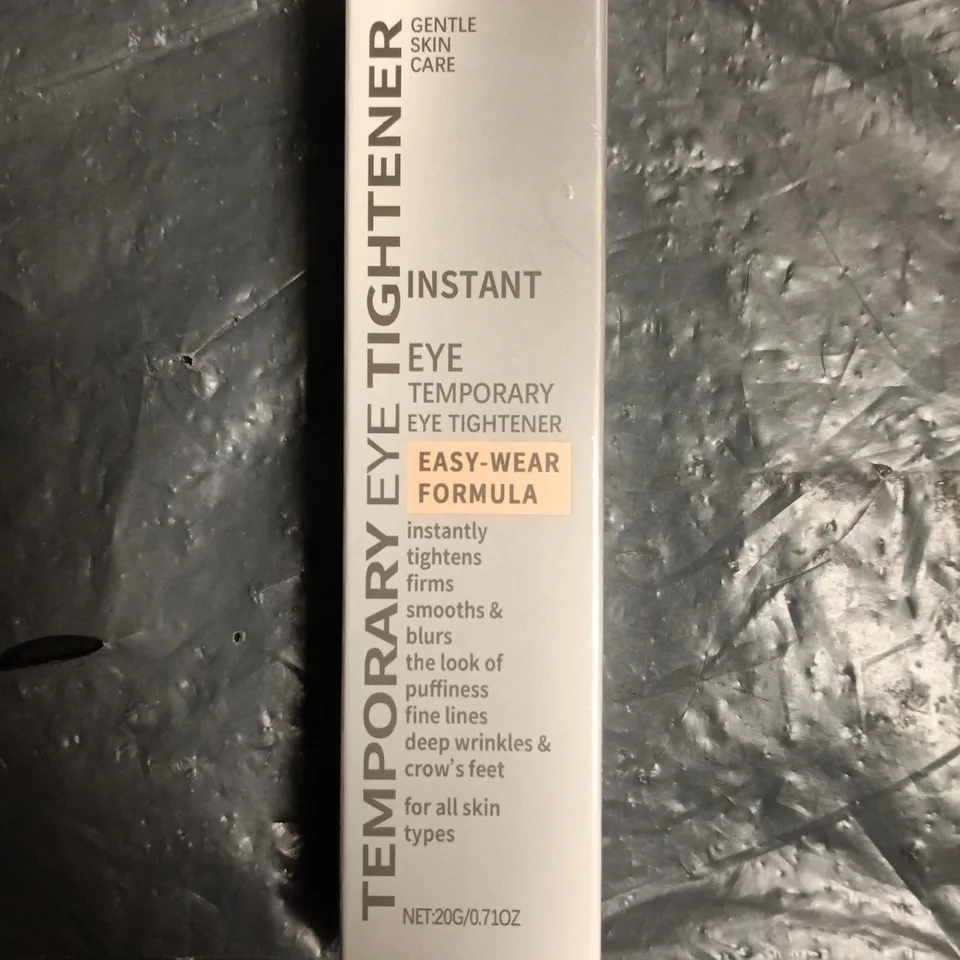 TEMPORARY EYE TIGHTENER
GENTLE
SKIN
CARE
INSTANT
EYE
TEMPORARY
EYE TIGHTENER
EASY-WEAR
FORMULA
instantly
tightens
firms
smooths &
blurs
the look of
puffiness
fine lines
deep wrinkles &
crow's feet
for all skin
types
NET:20G/0.71OZ